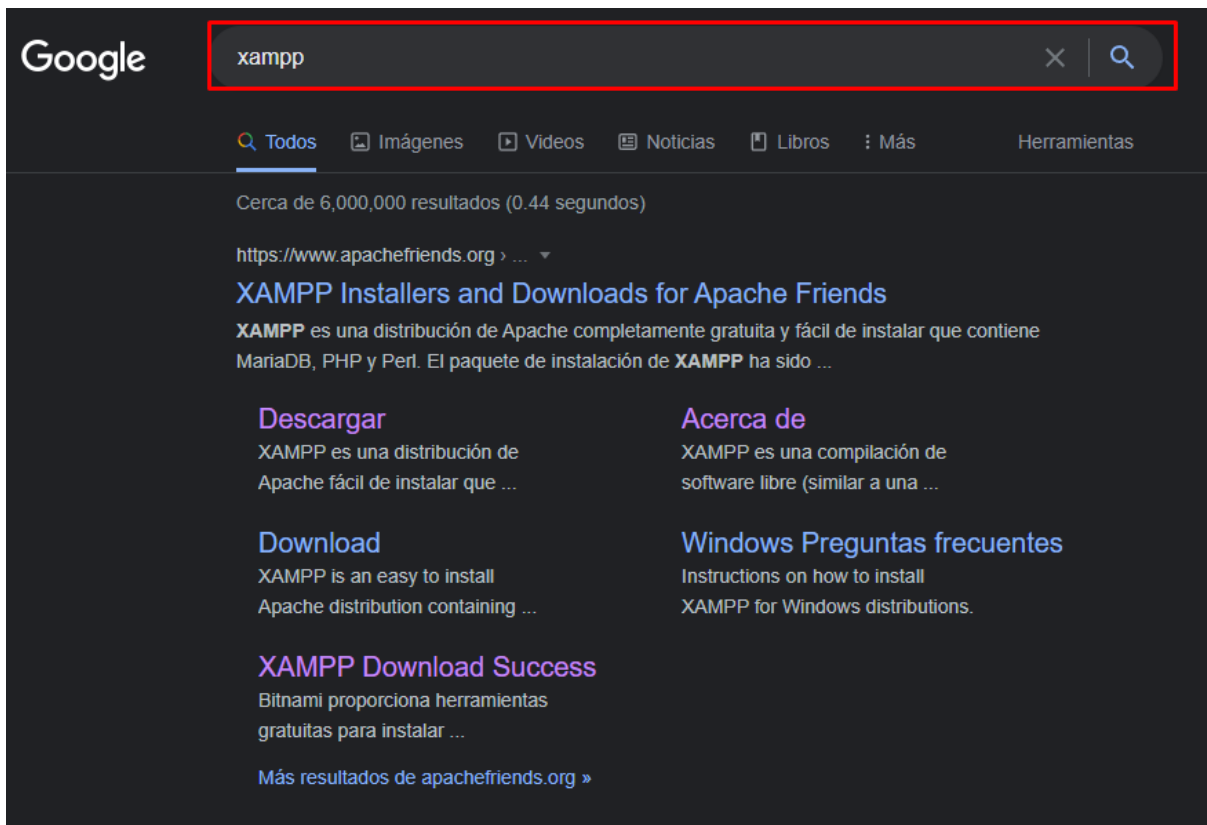 Google
xampp
Todos Imágenes Videos Noticias Libros Más Herramientas
Cerca de 6,000,000 resultados (0.44 segundos)
https://www.apachefriends.org › ...
XAMPP Installers and Downloads for Apache Friends
XAMPP es una distribución de Apache completamente gratuita y fácil de instalar que contiene
MariaDB, PHP y Perl. El paquete de instalación de XAMPP ha sido ...
Descargar
XAMPP es una distribución de
Apache fácil de instalar que ...
Acerca de
XAMPP es una compilación de
software libre (similar a una ...
Download
XAMPP is an easy to install
Apache distribution containing ...
Windows Preguntas frecuentes
Instructions on how to install
XAMPP for Windows distributions.
XAMPP Download Success
Bitnami proporciona herramientas
gratuitas para instalar ...
Más resultados de apachefriends.org »